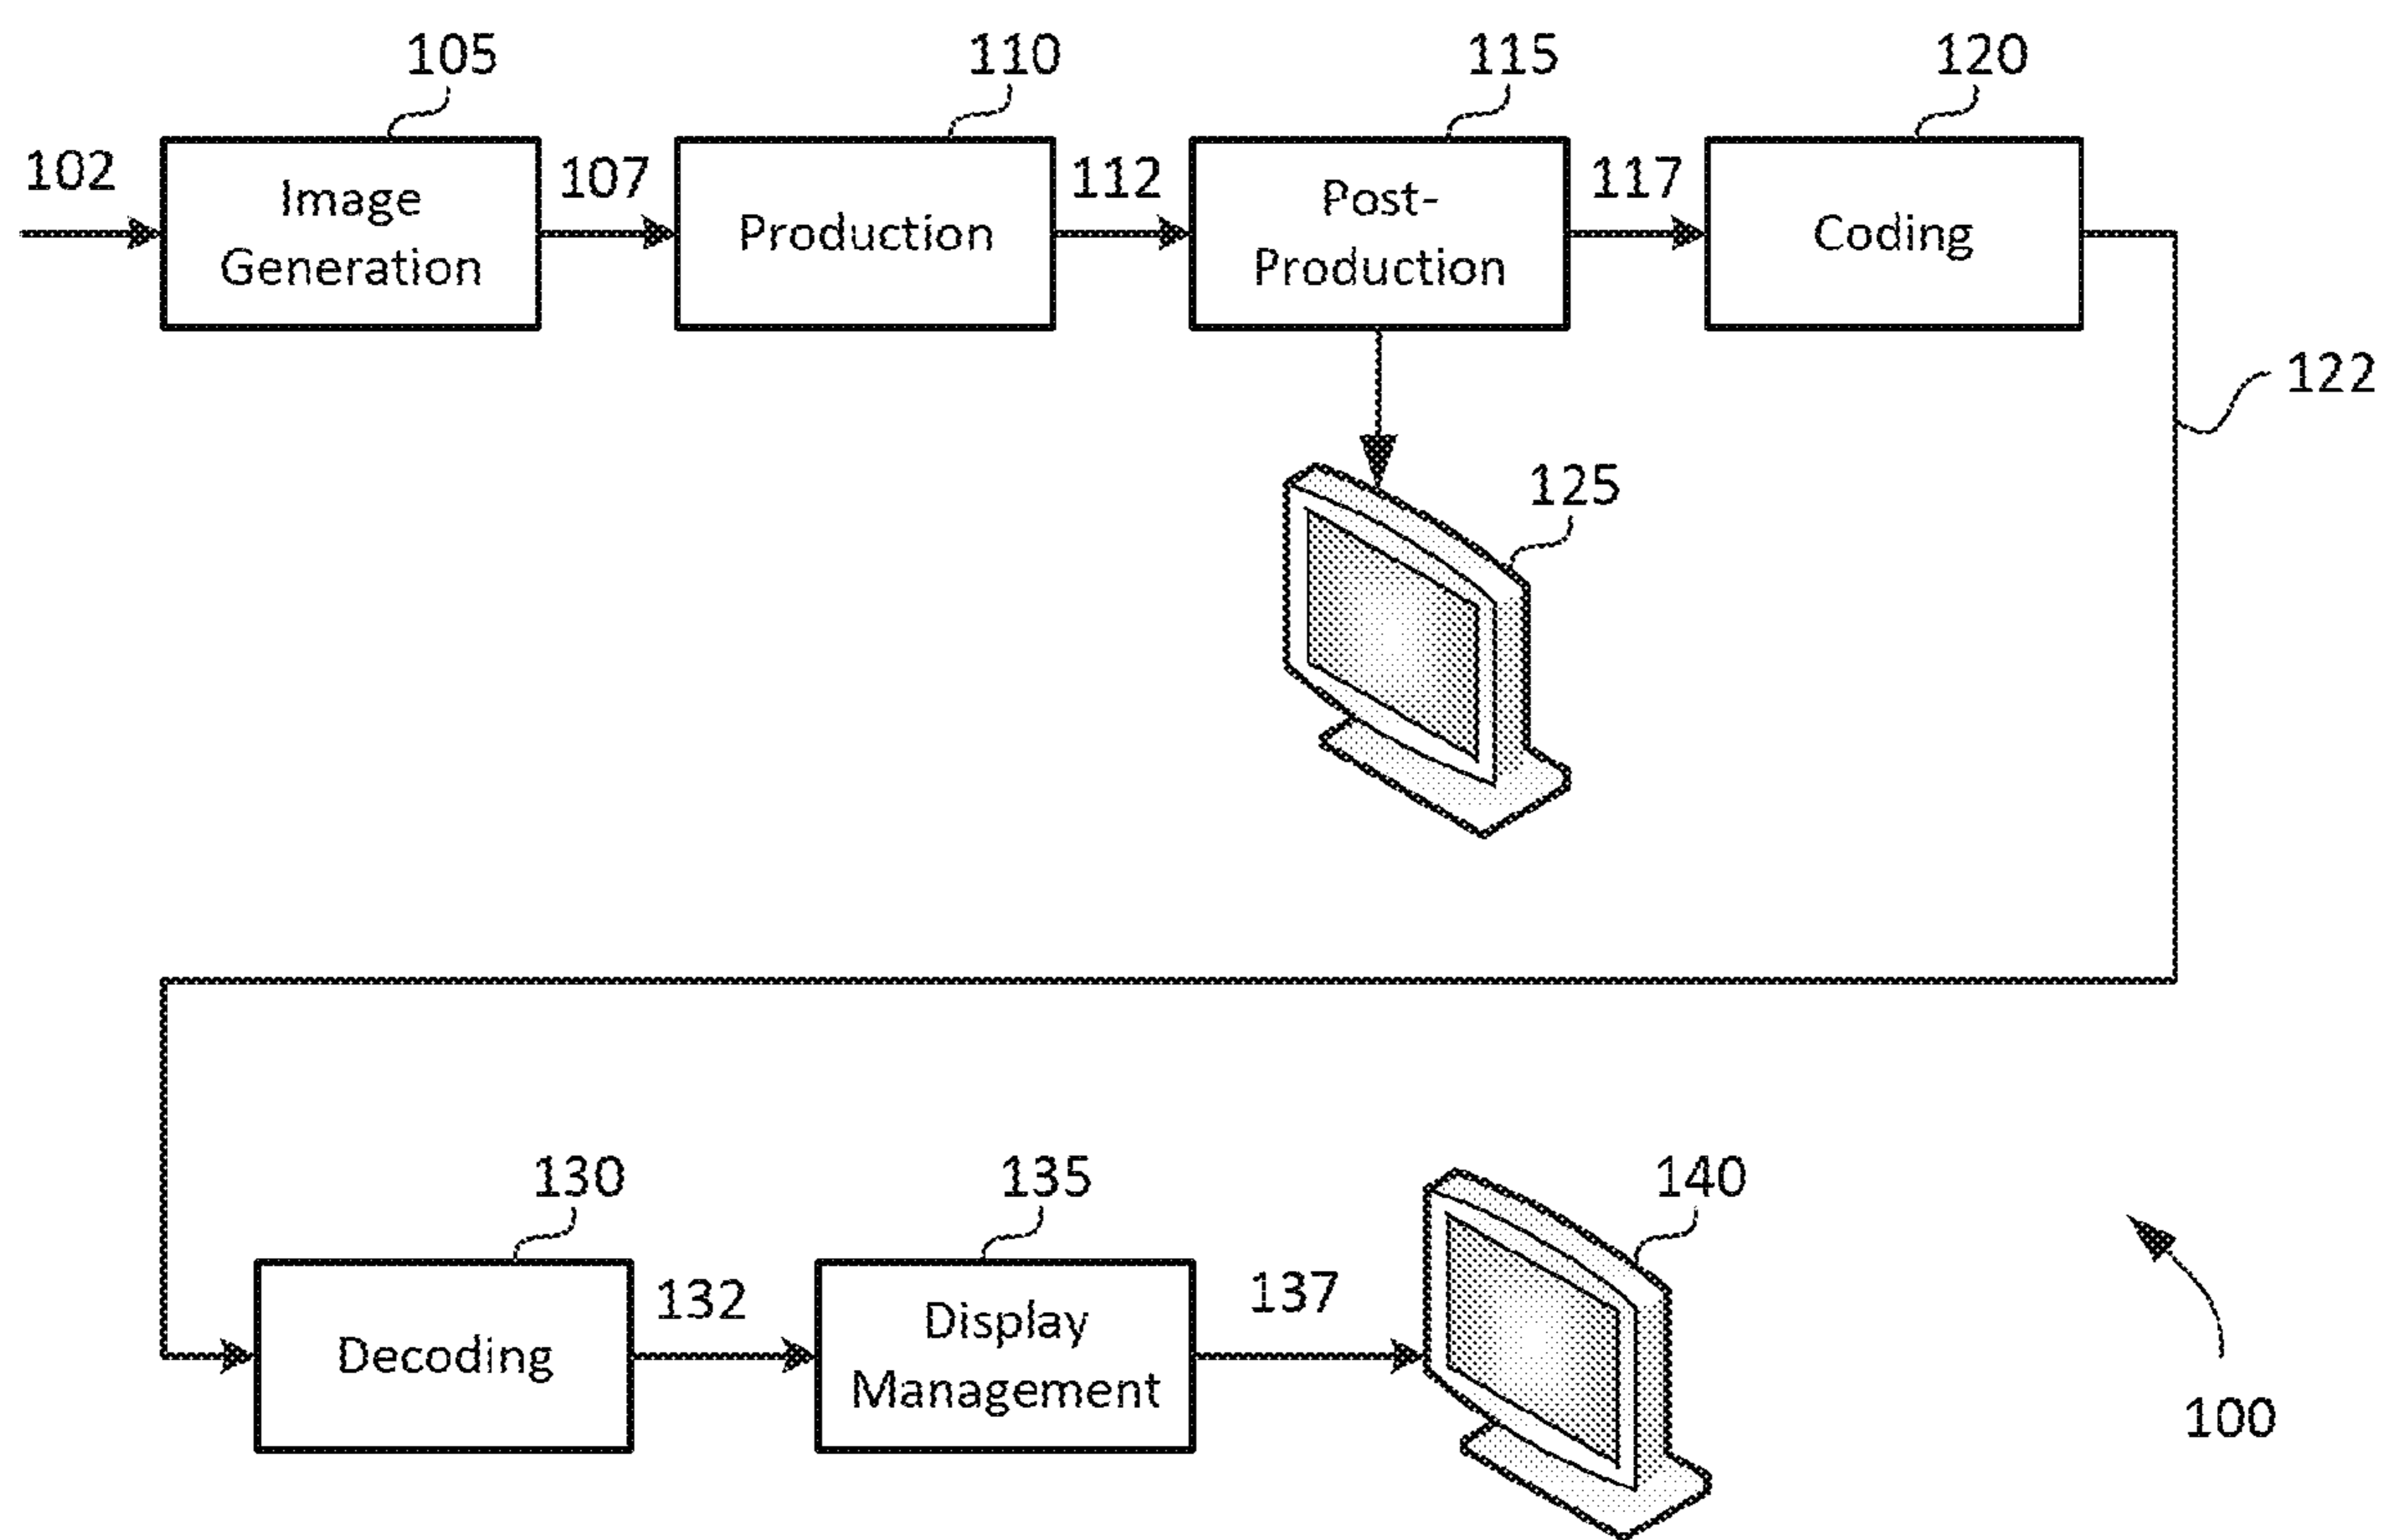 105
110
115
120
102
Image
Generation
107
Production
112
Post-
Production
117
Coding
122
125
130
135
140
Decoding
132
Display
Management
137
100